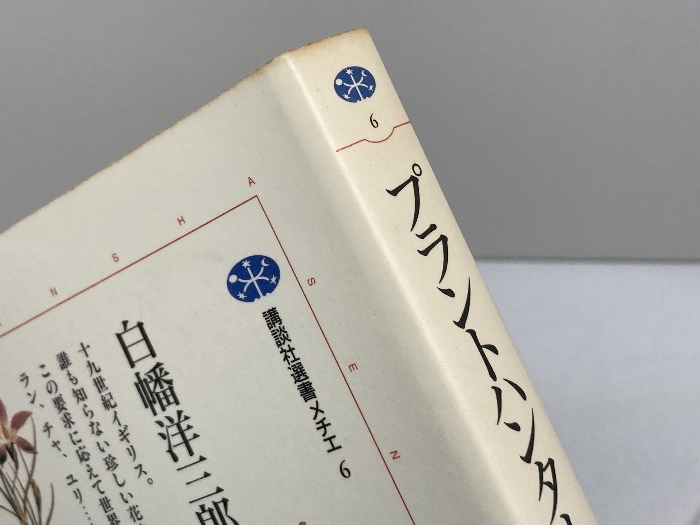 6
プラントハンター
N S H A
S E N
講談社選書メチエ 6
白幡洋三郎
十九世紀イギリス。
誰も知らない珍しい花
この要求に応えて世界
ラン、チャ、ユリ……